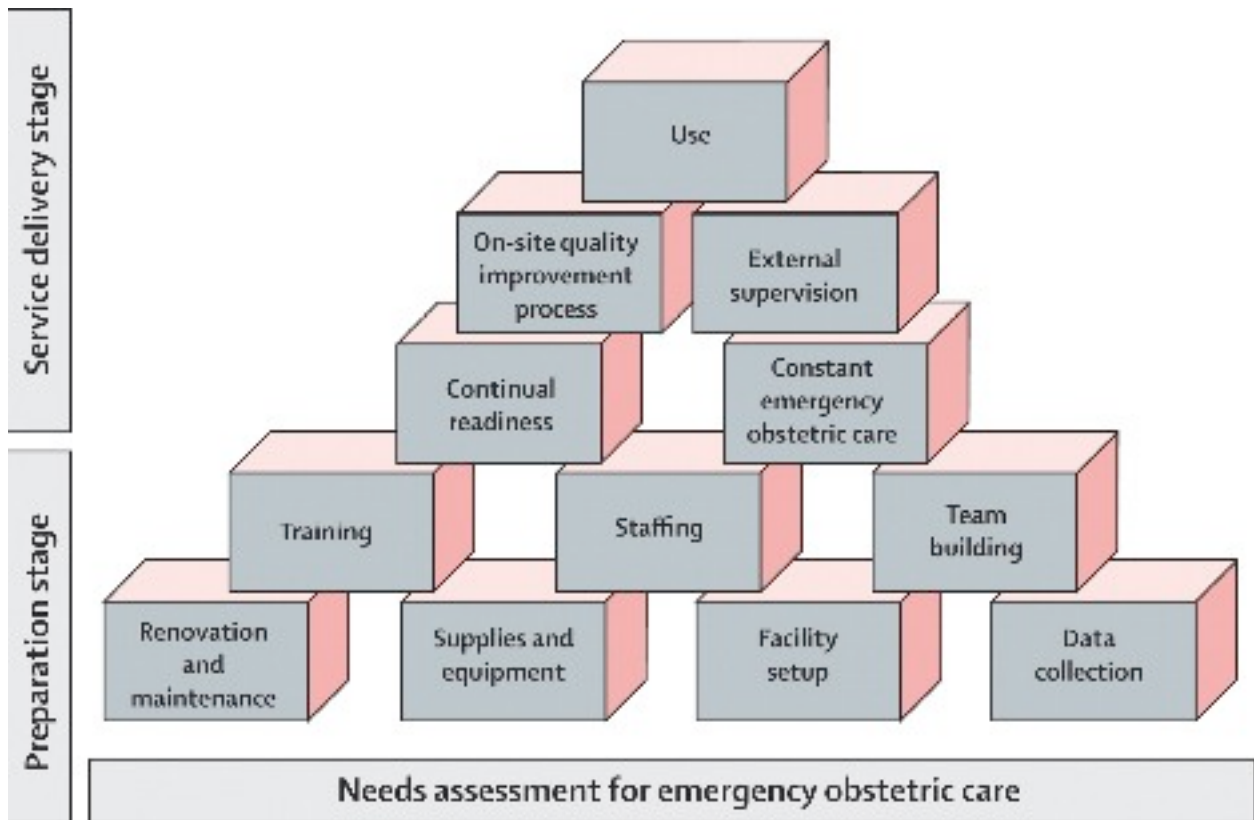 Service delivery stage
Use
On-site quality
improvement
process
External
supervision
Continual
readiness
Constant
emergency
obstetric care
Preparation stage
Training
Staffing
Team
building
Renovation
and
maintenance
Supplies and
equipment
Facility
setup
Data
collection
Needs assessment for emergency obstetric care